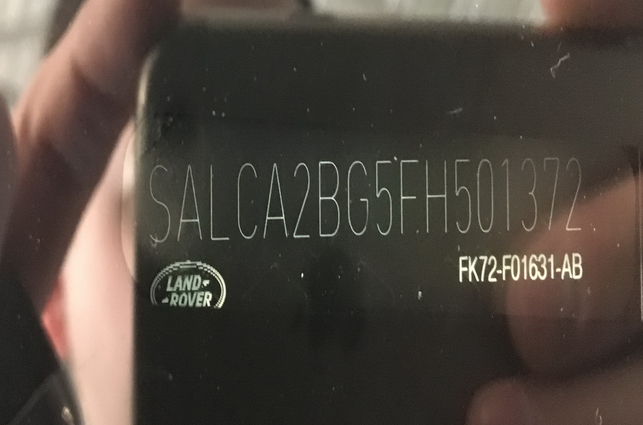 SALCA2BG5FH501372
FK72-F01631-AB
LAND-
-ROVER